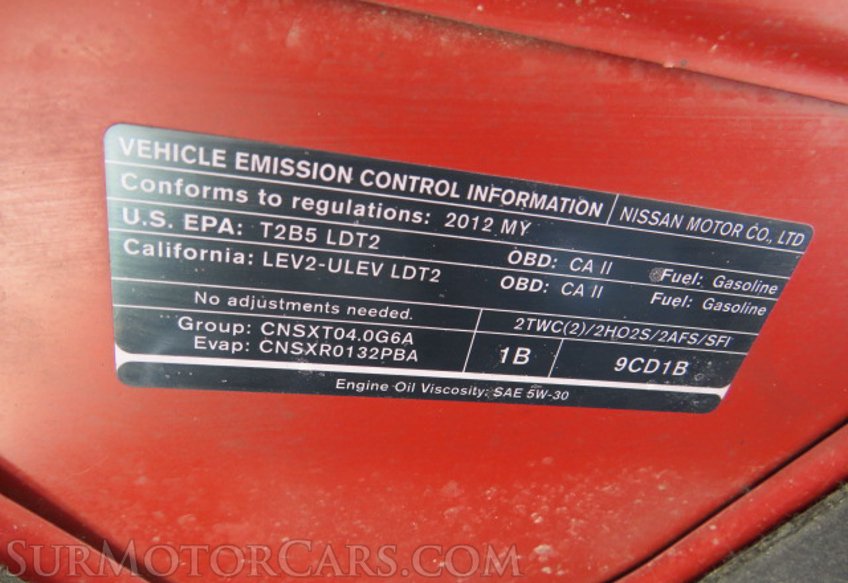 VEHICLE EMISSION CONTROL INFORMATION NISSAN MOTOR CO., LTD
Conforms to regulations: 2012 MY
U.S. EPA: T2B5 LDT2 OBD: CA II Fuel: Gasoline
California: LEV2-ULEV LDT2 OBD: CA II Fuel: Gasoline
No adjustments needed.
Group: CNSXT04.0G6A 2TWC(2)/2HO2S/2AFS/SFI
Evap: CNSXR0132PBA 1B 9CD1B
Engine Oil Viscosity: SAE 5W-30
SURMOTORCARS.COM